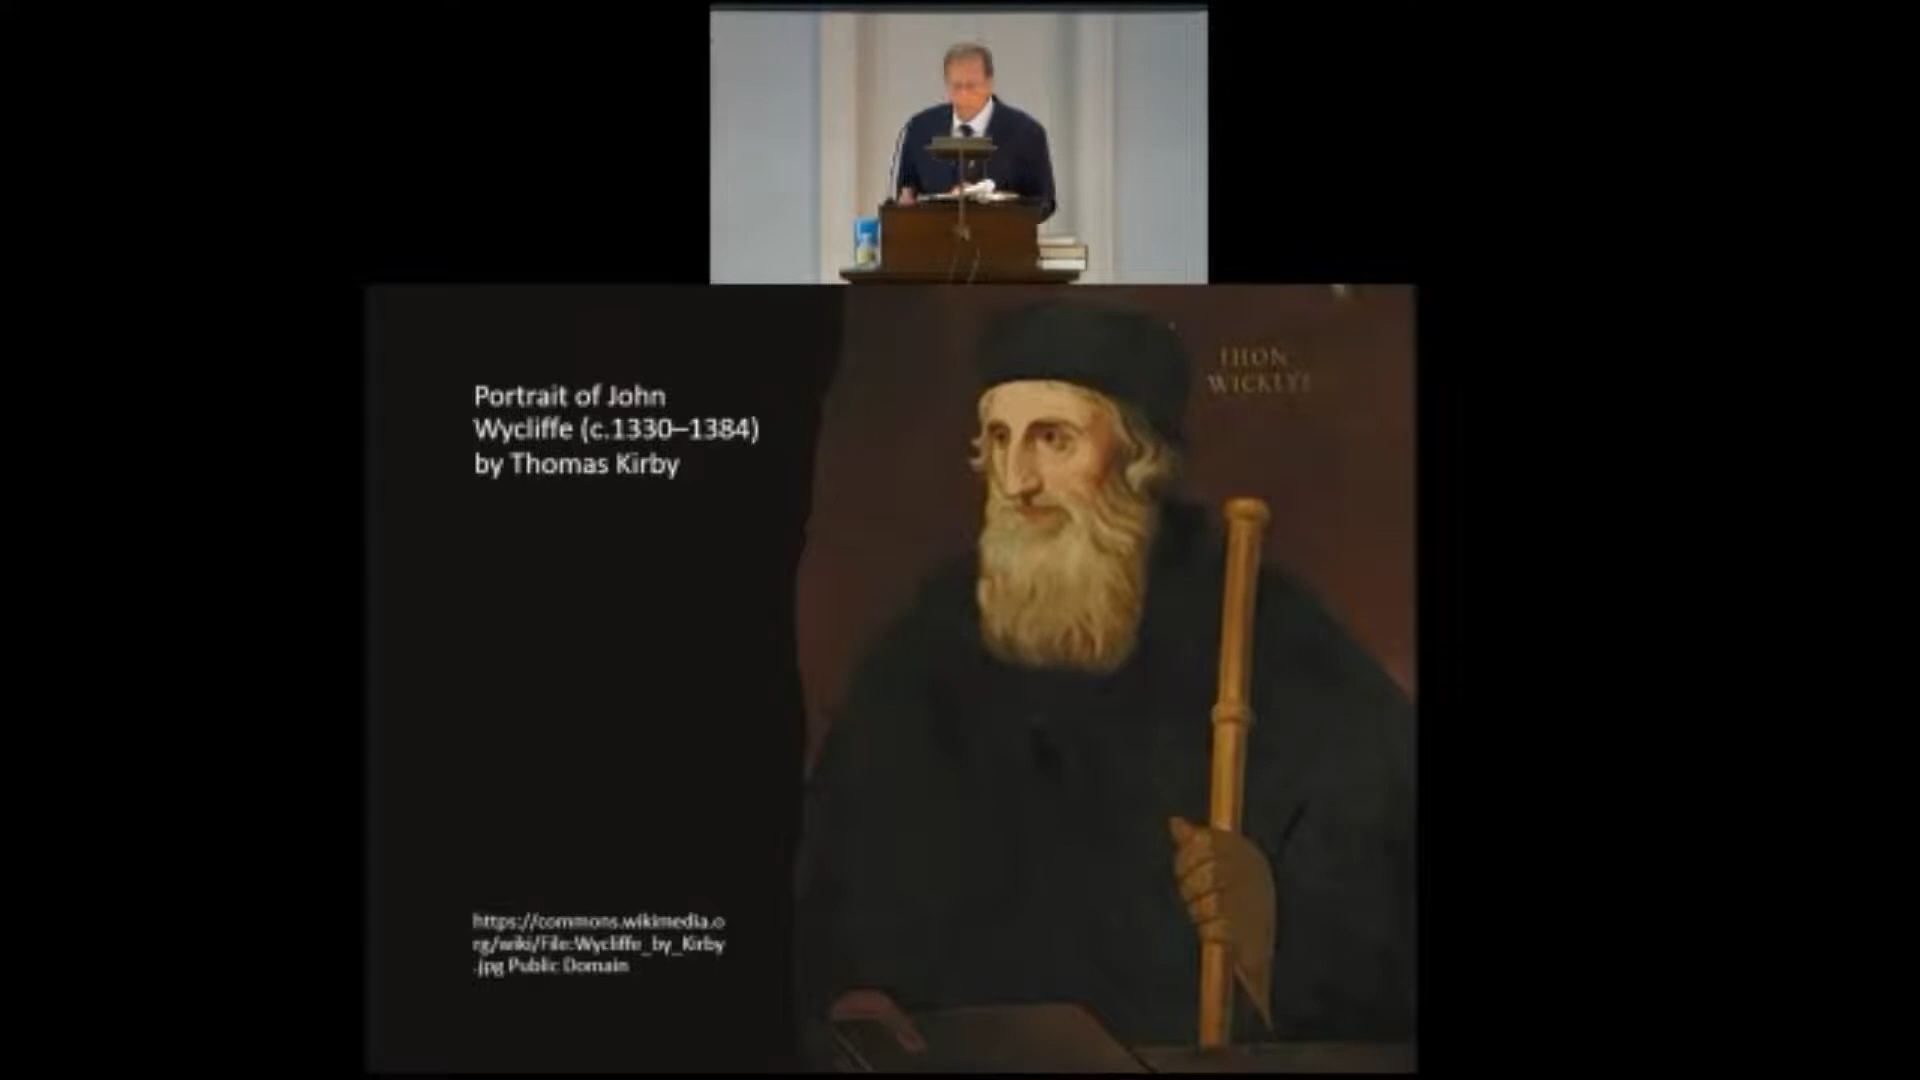 Portrait of John
Wycliffe (c.1330–1384)
by Thomas Kirby
IHON
WICKLYF
https://commons.wikimedia.o
rg/wiki/File:Wycliffe_by_Kirby
.jpg Public Domain